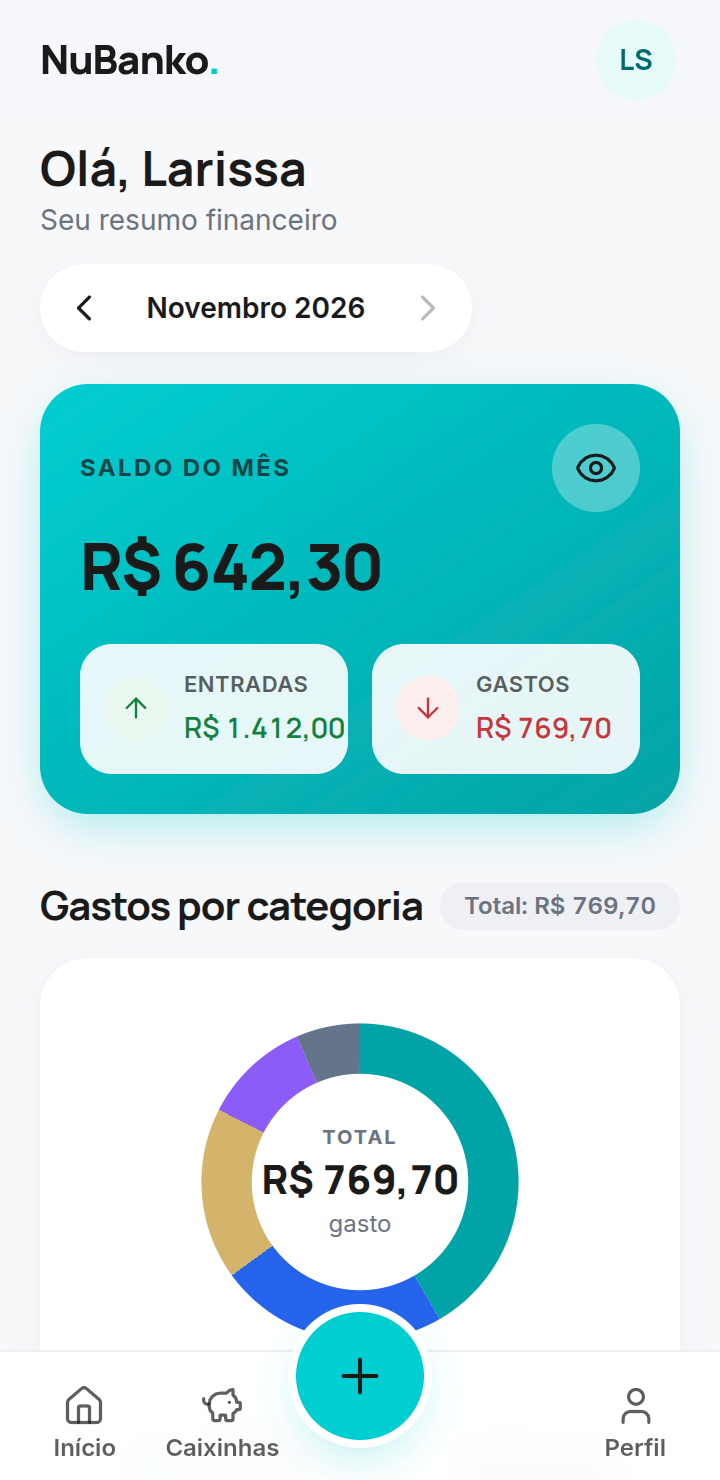 NuBanko.
LS
Olá, Larissa
Seu resumo financeiro
Novembro 2026
SALDO DO MÊS
R$ 642,30
ENTRADAS
R$ 1.412,00
GASTOS
R$ 769,70
Gastos por categoria
Total: R$ 769,70
TOTAL
R$ 769,70
gasto
Início
Caixinhas
Perfil